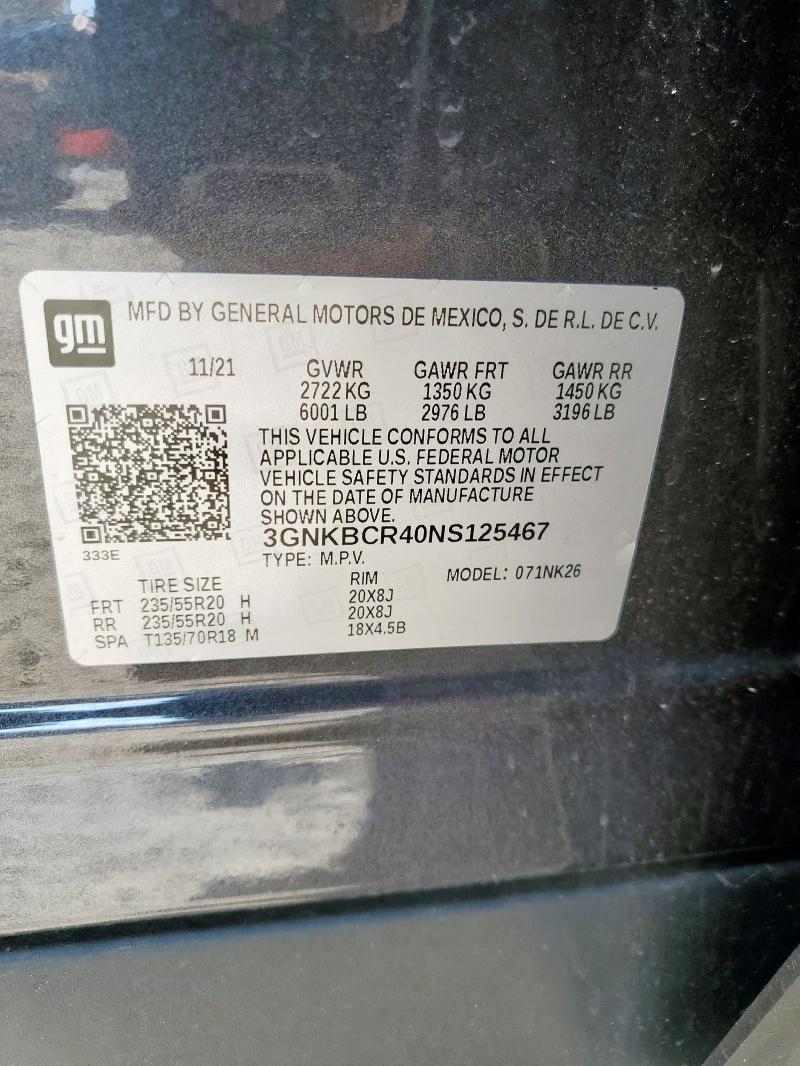 gm MFD BY GENERAL MOTORS DE MEXICO, S. DE R.L. DE C.V.
11/21 GVWR GAWR FRT GAWR RR
2722 KG 1350 KG 1450 KG
6001 LB 2976 LB 3196 LB
THIS VEHICLE CONFORMS TO ALL
APPLICABLE U.S. FEDERAL MOTOR
VEHICLE SAFETY STANDARDS IN EFFECT
ON THE DATE OF MANUFACTURE
SHOWN ABOVE.
3GNKBCR40NS125467
333E
TYPE: M.P.V. MODEL: 071NK26
TIRE SIZE RIM
FRT 235/55R20 H 20X8J
RR 235/55R20 H 20X8J
SPA T135/70R18 M 18X4.5B